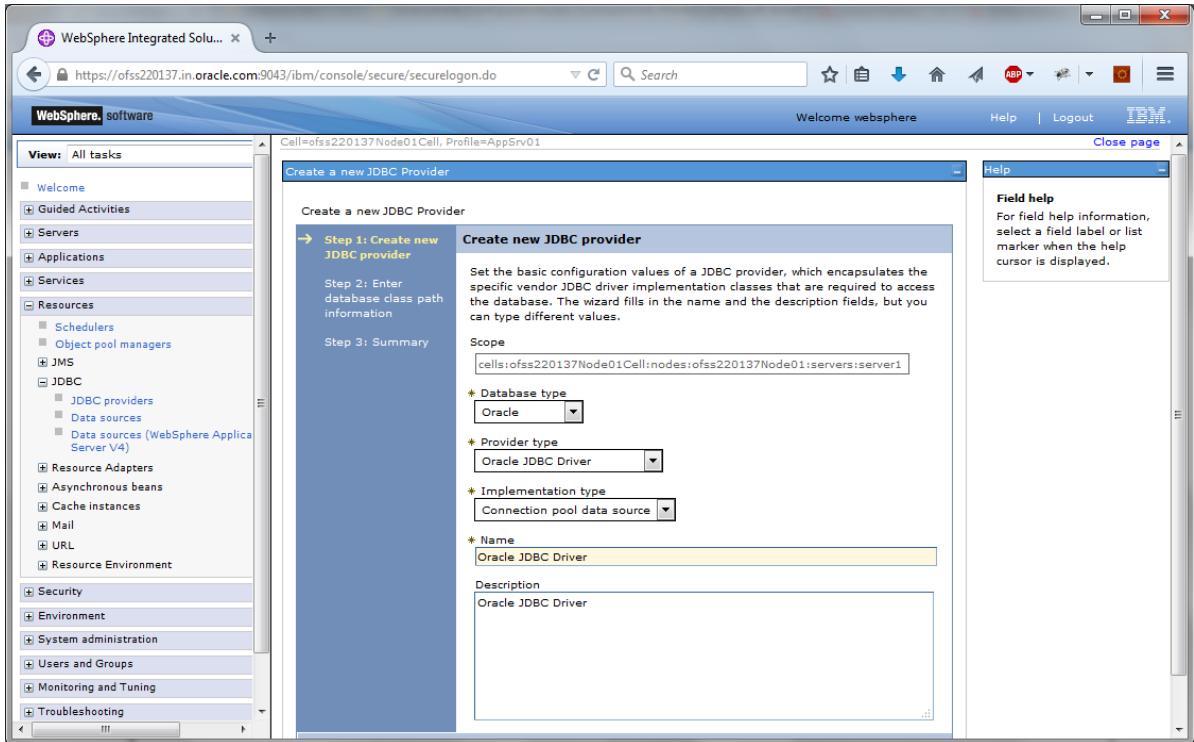 WebSphere Integrated Solu...
https://ofss220137.in.oracle.com:9043/ibm/console/secure/securelogon.do
Search
ABP
WebSphere. software
Welcome websphere
Help | Logout
IBM.
View: All tasks
Welcome
Guided Activities
Servers
Applications
Services
Resources
Schedulers
Object pool managers
JMS
JDBC
JDBC providers
Data sources
Data sources (WebSphere Applica
Server V4)
Resource Adapters
Asynchronous beans
Cache instances
Mail
URL
Resource Environment
Security
Environment
System administration
Users and Groups
Monitoring and Tuning
Troubleshooting
Cell=ofss220137Node01Cell, Profile=AppSrv01
Close page
Create a new JDBC Provider
Create a new JDBC Provider
Step 1: Create new
JDBC provider
Step 2: Enter
database class path
information
Step 3: Summary
Create new JDBC provider
Set the basic configuration values of a JDBC provider, which encapsulates the
specific vendor JDBC driver implementation classes that are required to access
the database. The wizard fills in the name and the description fields, but you
can type different values.
Scope
cells:ofss220137Node01Cell:nodes:ofss220137Node01:servers:server1
* Database type
Oracle
* Provider type
Oracle JDBC Driver
* Implementation type
Connection pool data source
* Name
Oracle JDBC Driver
Description
Oracle JDBC Driver
Help
Field help
For field help information,
select a field label or list
marker when the help
cursor is displayed.